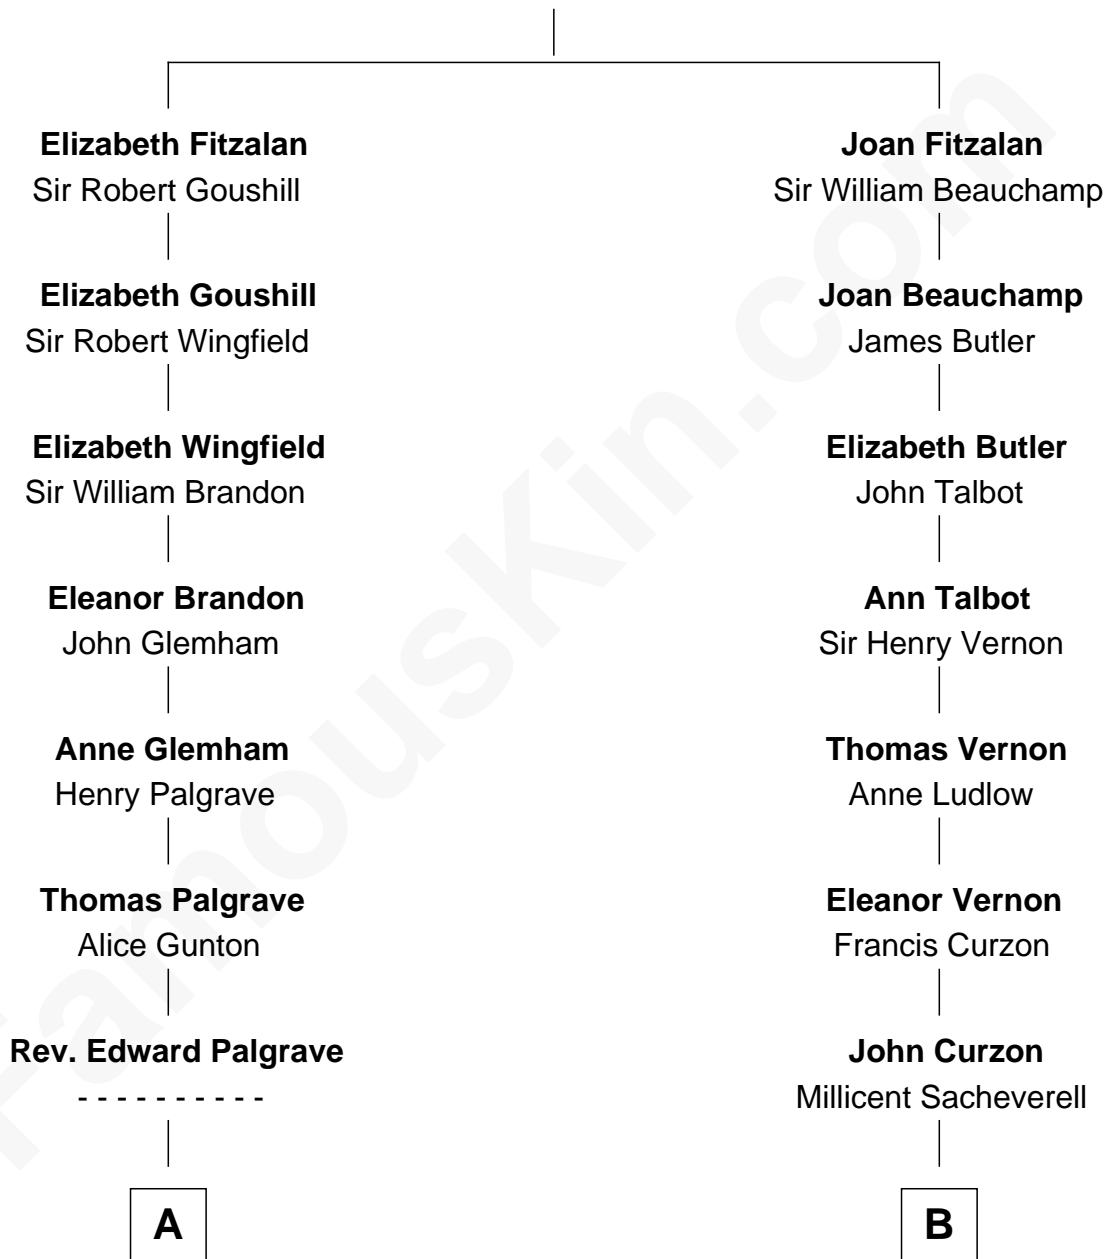 Elizabeth Fitzalan
Sir Robert Goushill
Elizabeth Goushill
Sir Robert Wingfield
Elizabeth Wingfield
Sir William Brandon
Eleanor Brandon
John Glemham
Anne Glemham
Henry Palgrave
Thomas Palgrave
Alice Gunton
Rev. Edward Palgrave
- - - - - - - - - -
A
Joan Fitzalan
Sir William Beauchamp
Joan Beauchamp
James Butler
Elizabeth Butler
John Talbot
Ann Talbot
Sir Henry Vernon
Thomas Vernon
Anne Ludlow
Eleanor Vernon
Francis Curzon
John Curzon
Millicent Sacheverell
B
FamousKin.com